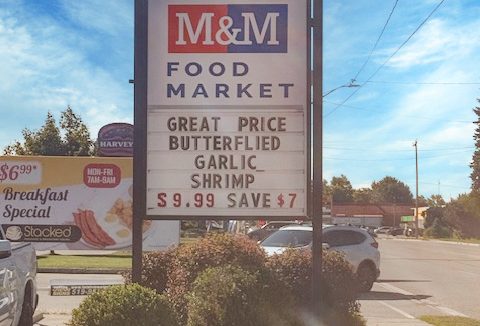 M&M
FOOD
MARKET
GREAT PRICE
BUTTERFLIED
GARLIC
SHRIMP
$9.99 SAVE $7
HARVEY'S
$6.99*
Breakfast
Special
MON-FRI
7AM-9AM
Stacked